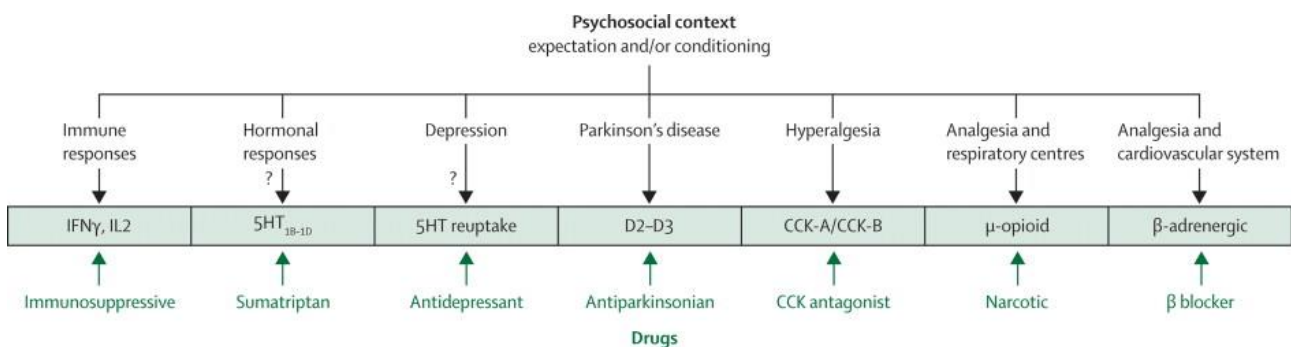 Psychosocial context
expectation and/or conditioning
Immune
responses
Hormonal
responses
?
Depression
?
Parkinson's disease
Hyperalgesia
Analgesia and
respiratory centres
Analgesia and
cardiovascular system
IFNγ, IL2
5HT1B-1D
5HT reuptake
D2–D3
CCK-A/CCK-B
μ-opioid
β-adrenergic
Immunosuppressive
Sumatriptan
Antidepressant
Antiparkinsonian
CCK antagonist
Narcotic
β blocker
Drugs